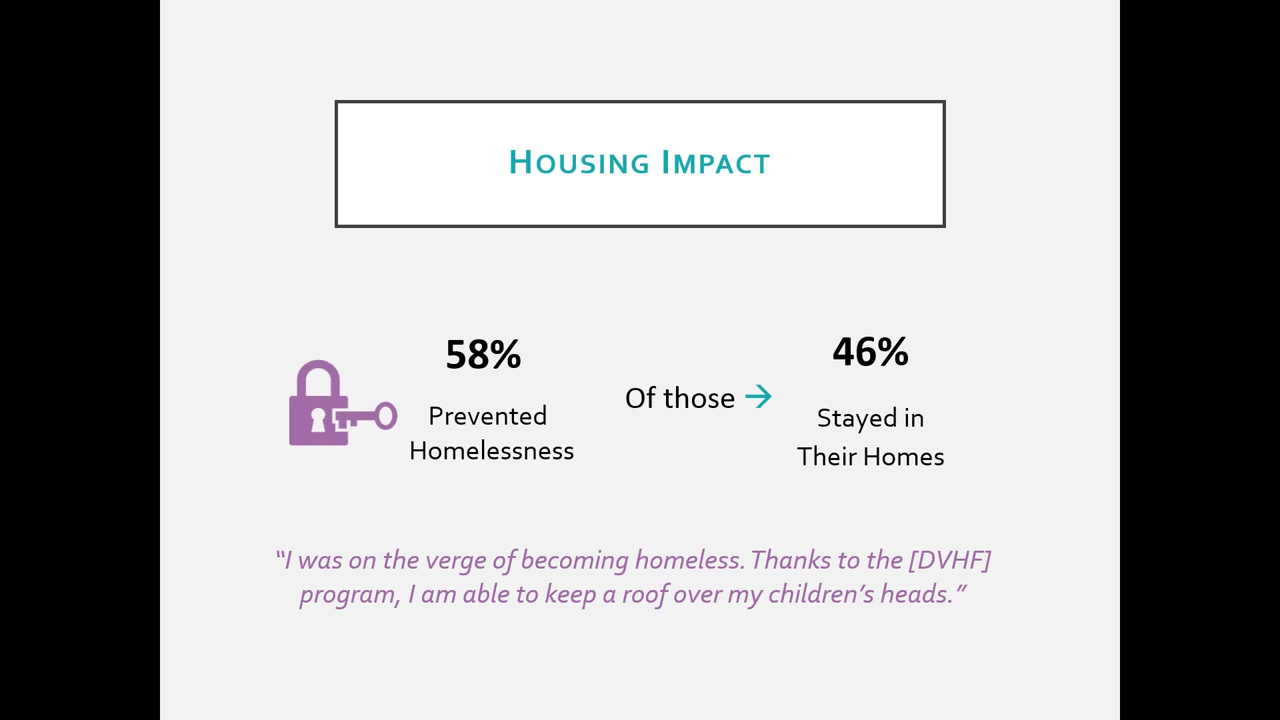 HOUSING IMPACT
58%
Prevented
Homelessness
Of those →
46%
Stayed in
Their Homes
“I was on the verge of becoming homeless. Thanks to the [DVHF]
program, I am able to keep a roof over my children’s heads.”